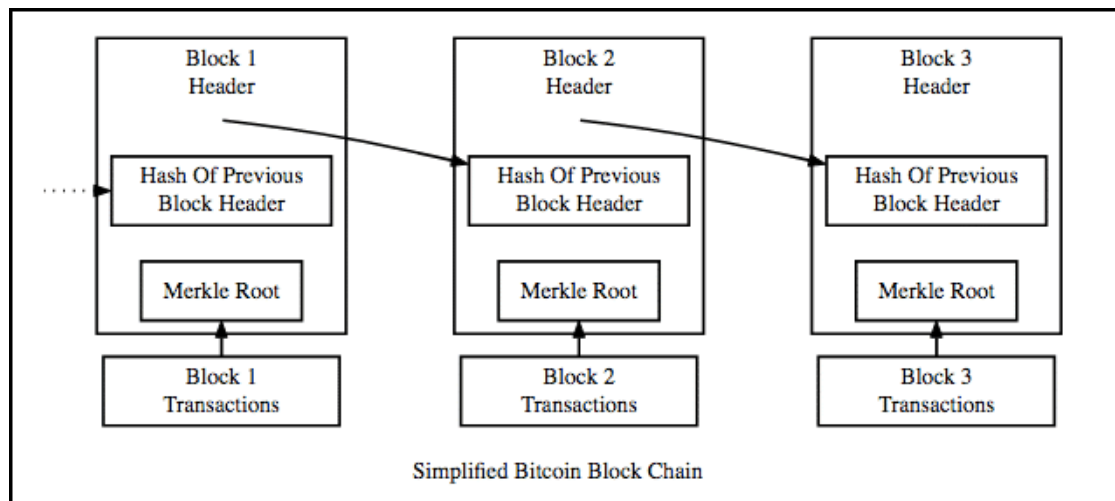 Block 1
Header
Hash Of Previous
Block Header
Merkle Root
Block 1
Transactions
Block 2
Header
Hash Of Previous
Block Header
Merkle Root
Block 2
Transactions
Block 3
Header
Hash Of Previous
Block Header
Merkle Root
Block 3
Transactions
Simplified Bitcoin Block Chain